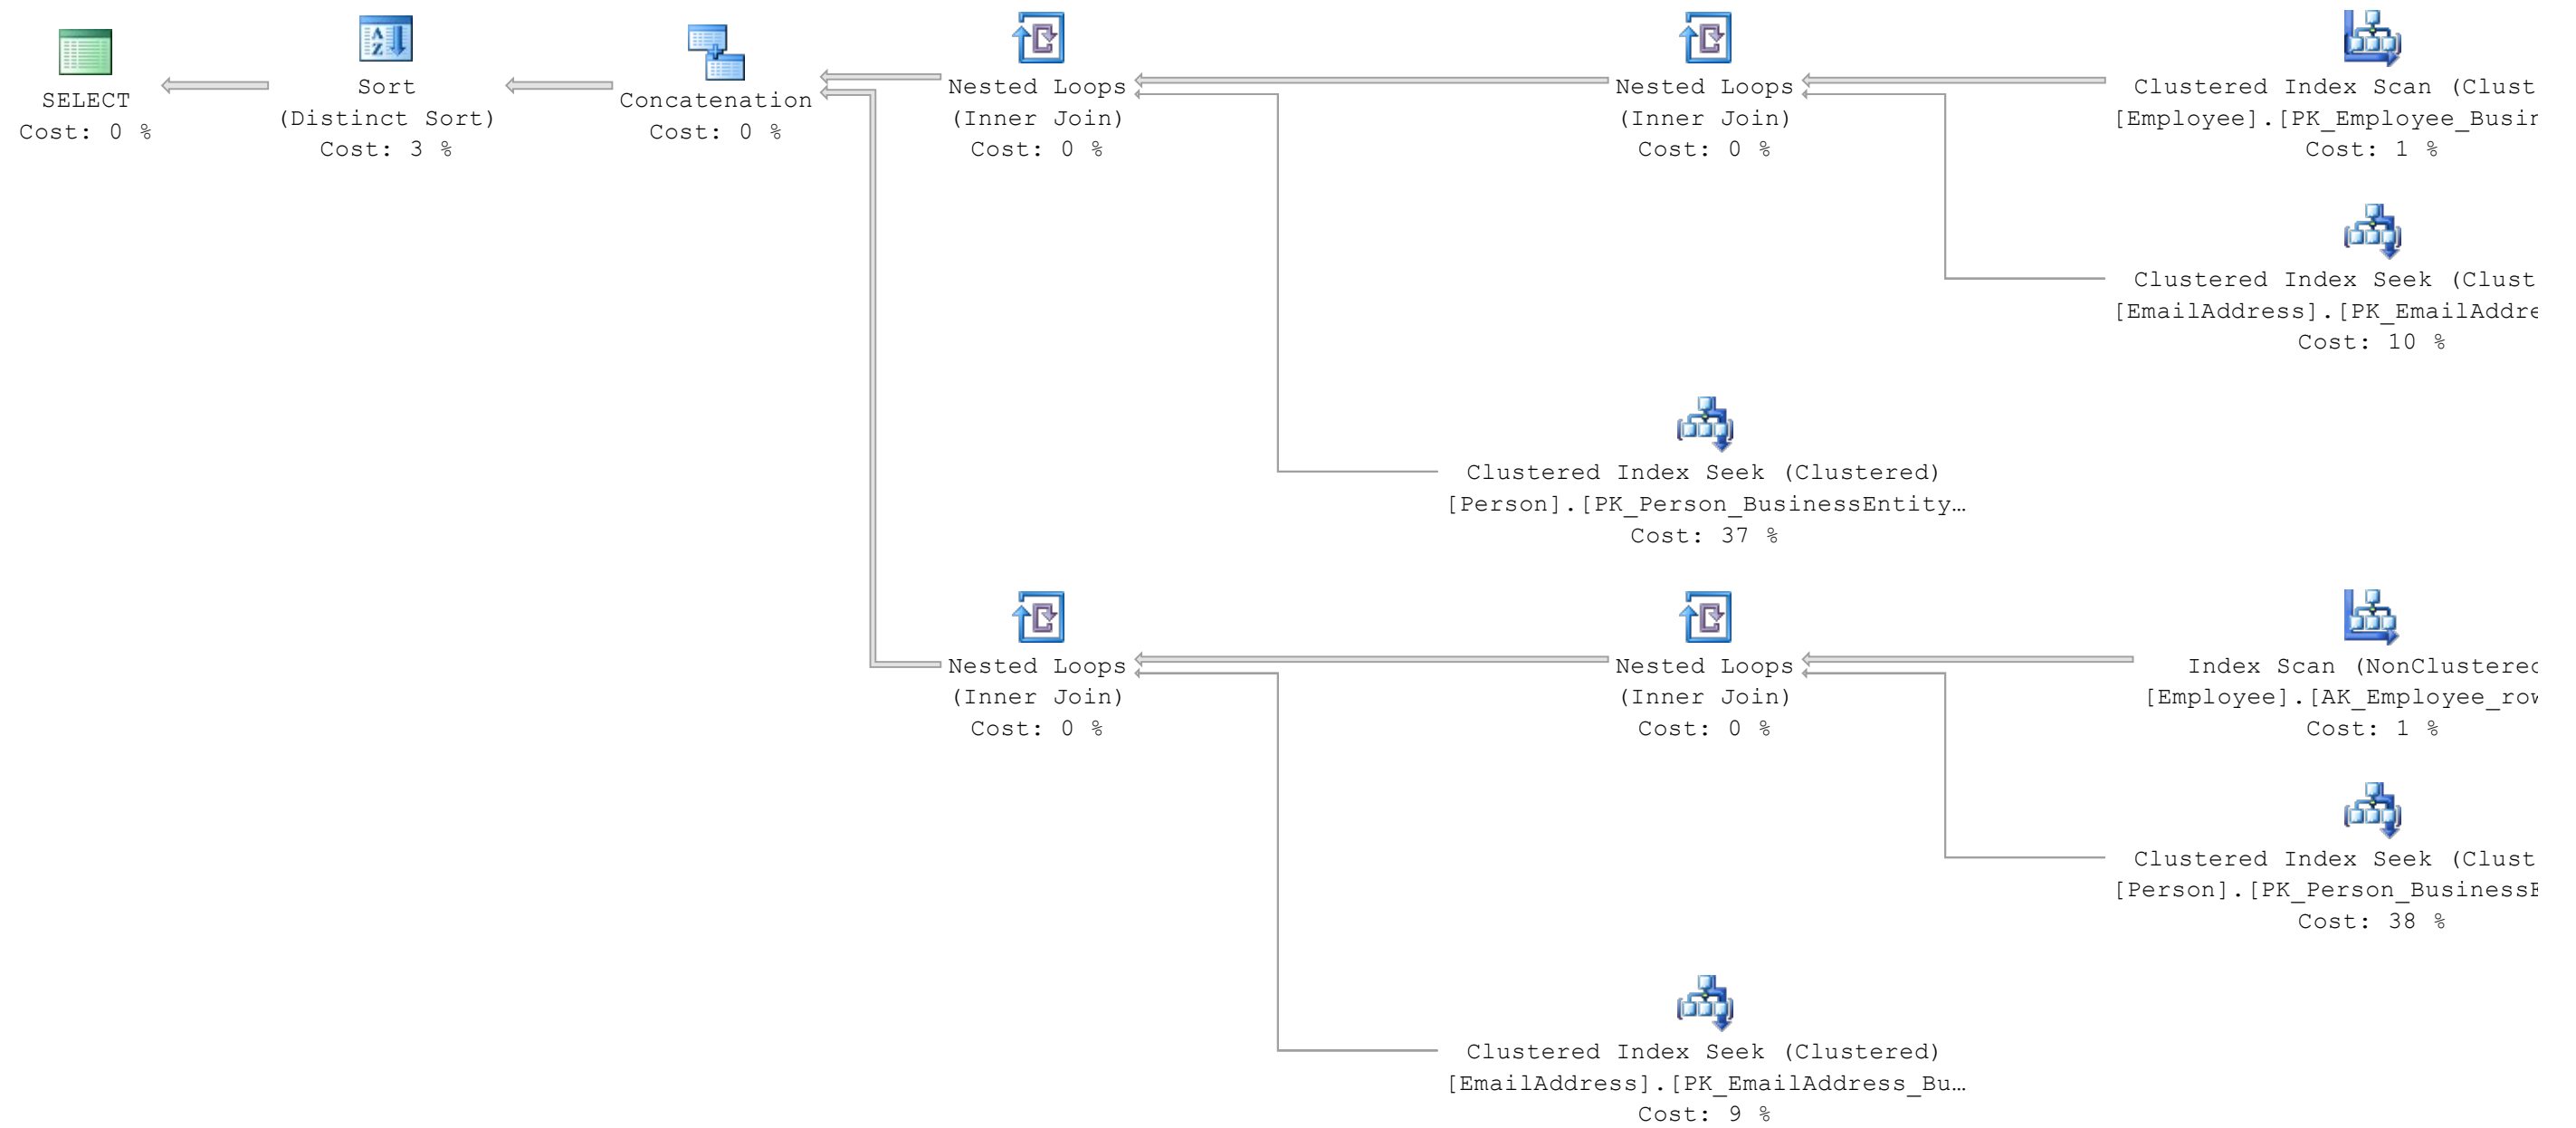 SELECT
Cost: 0 %
Sort
(Distinct Sort)
Cost: 3 %
Concatenation
Cost: 0 %
Nested Loops
(Inner Join)
Cost: 0 %
Nested Loops
(Inner Join)
Cost: 0 %
Clustered Index Scan (Clust
[Employee].[PK_Employee_Busin
Cost: 1 %
Clustered Index Seek (Clust
[EmailAddress].[PK_EmailAddre
Cost: 10 %
Clustered Index Seek (Clustered)
[Person].[PK_Person_BusinessEntity…
Cost: 37 %
Nested Loops
(Inner Join)
Cost: 0 %
Nested Loops
(Inner Join)
Cost: 0 %
Index Scan (NonClustered
[Employee].[AK_Employee_row
Cost: 1 %
Clustered Index Seek (Clust
[Person].[PK_Person_BusinessE
Cost: 38 %
Clustered Index Seek (Clustered)
[EmailAddress].[PK_EmailAddress_Bu…
Cost: 9 %